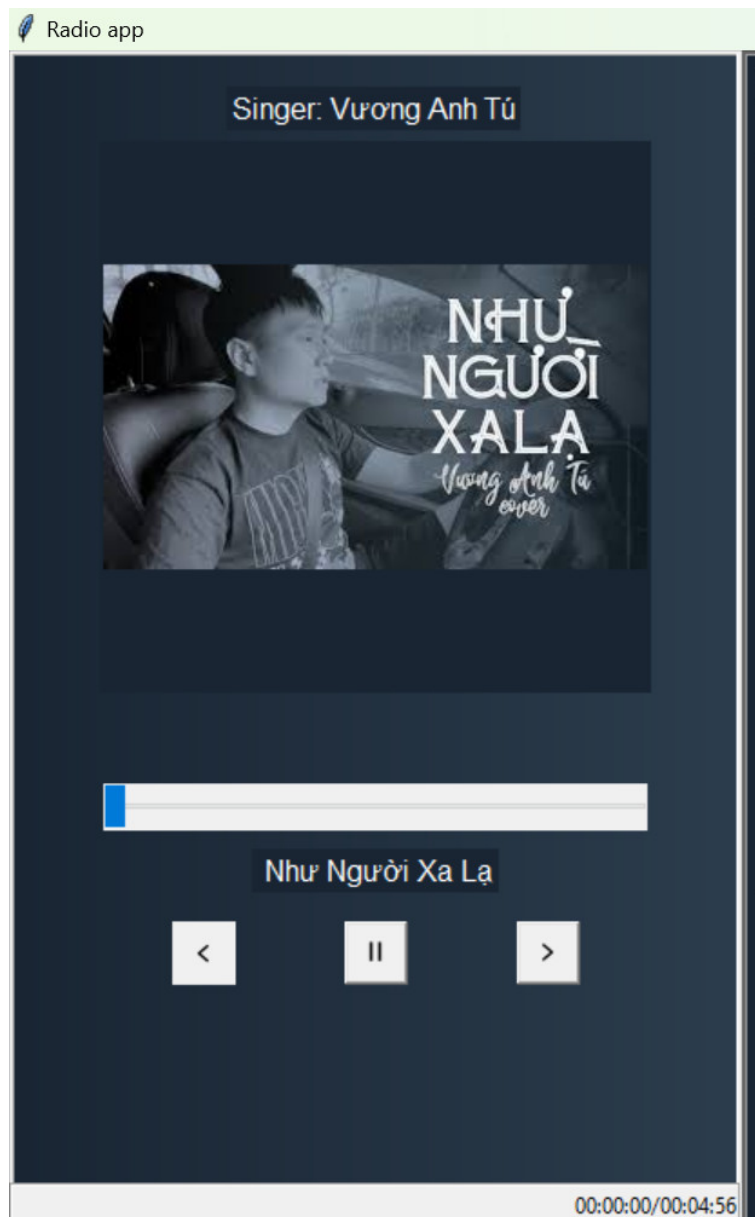 Radio app
Singer: Vương Anh Tú
NHƯ
NGƯỜI
XA LẠ
Vương Anh Tú
cover
Như Người Xa Lạ
<
II
>
00:00:00/00:04:56